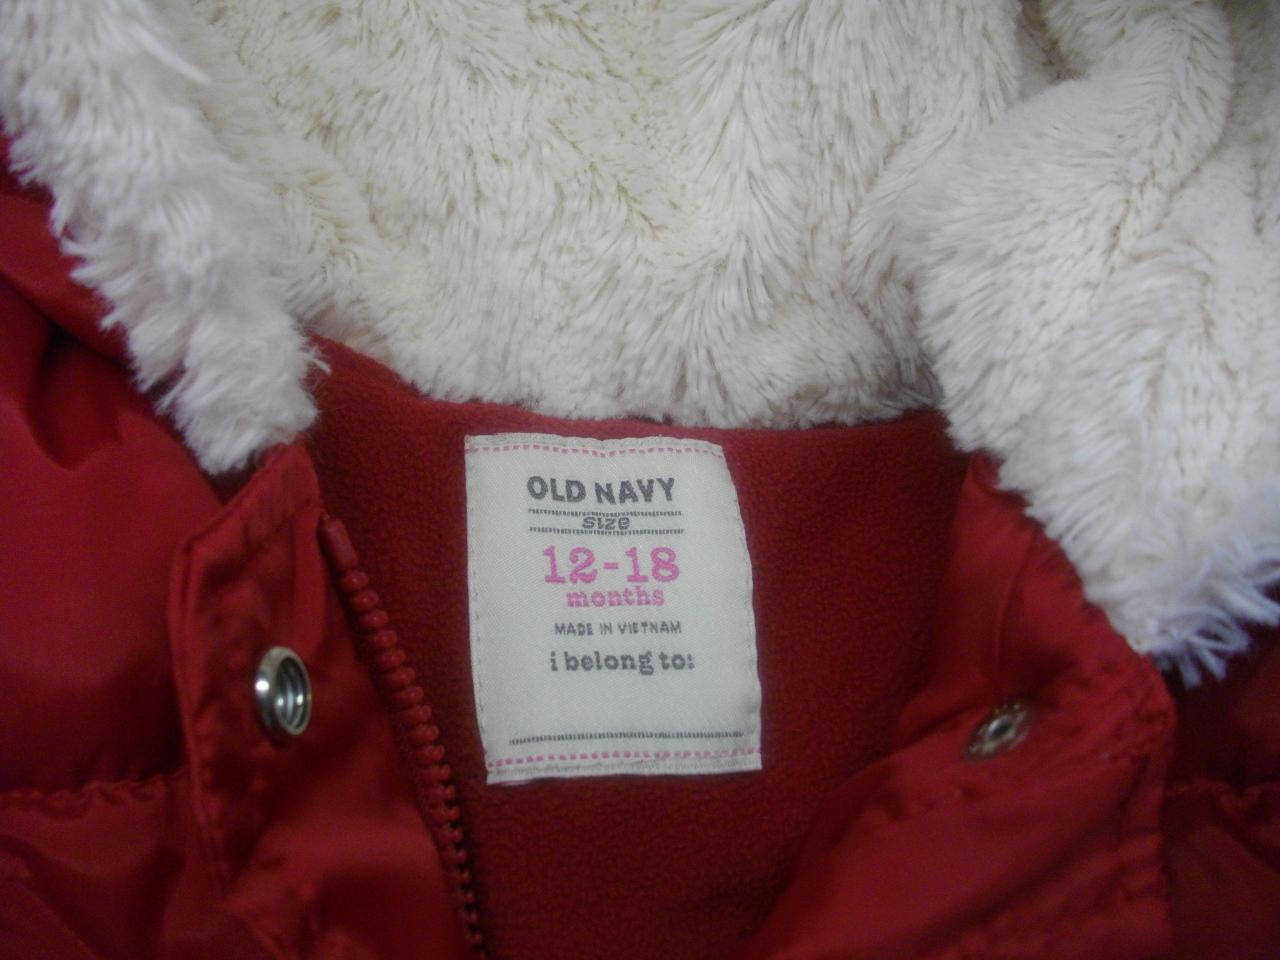 OLD NAVY
size
12-18
months
MADE IN VIETNAM
i belong to: